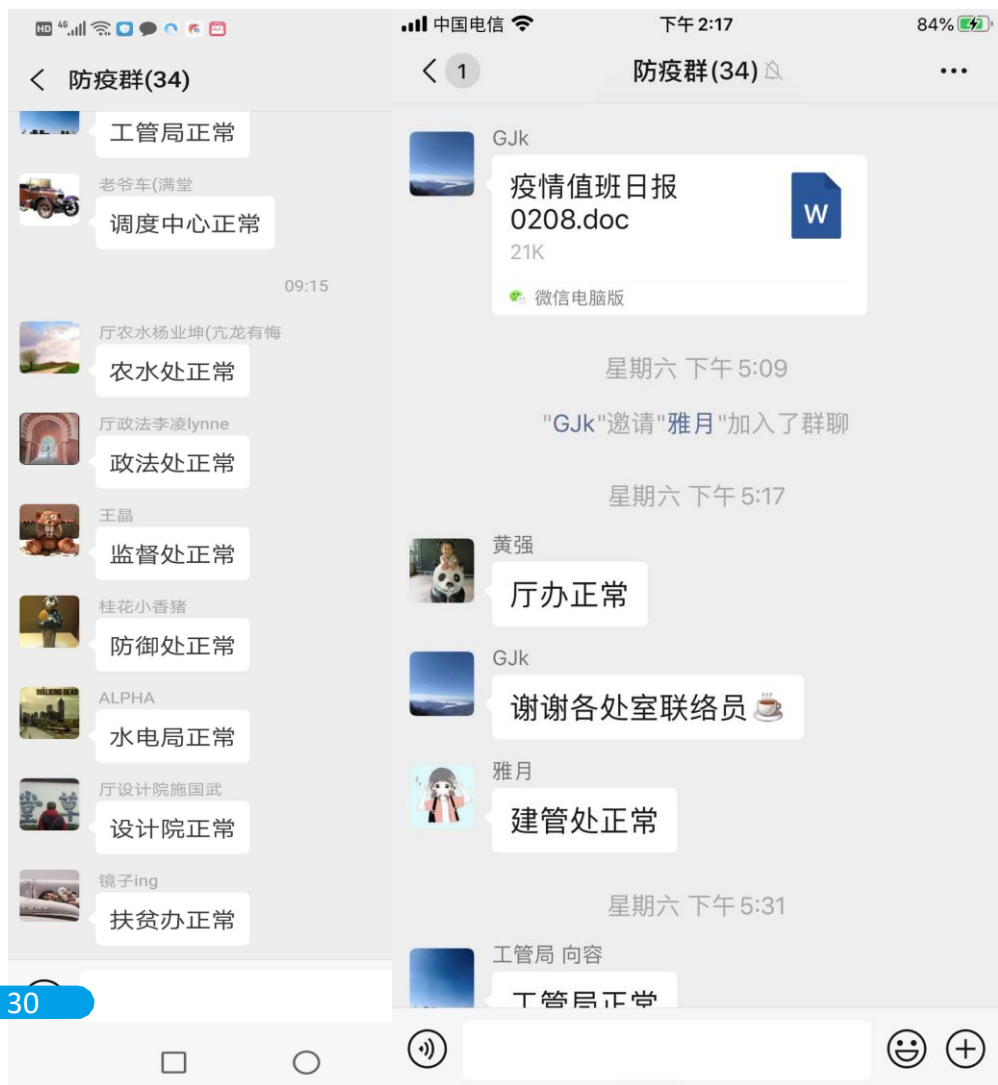 HD 4G
防疫群(34)
工管局正常
老爷车(满堂
调度中心正常
09:15
厅农水杨业坤(亢龙有悔
农水处正常
厅政法李凌lynne
政法处正常
王晶
监督处正常
桂花小香猪
防御处正常
WALKING DEAD
ALPHA
水电局正常
厅设计院施国武
设计院正常
镜子ing
扶贫办正常
30
中国电信 下午2:17 84%
1 防疫群(34)
GJk
疫情值班日报
0208.doc
W
21K
微信电脑版
星期六 下午5:09
"GJk"邀请"雅月"加入了群聊
星期六 下午5:17
黄强
厅办正常
GJk
谢谢各处室联络员
雅月
建管处正常
星期六 下午5:31
工管局 向容
工管局正常